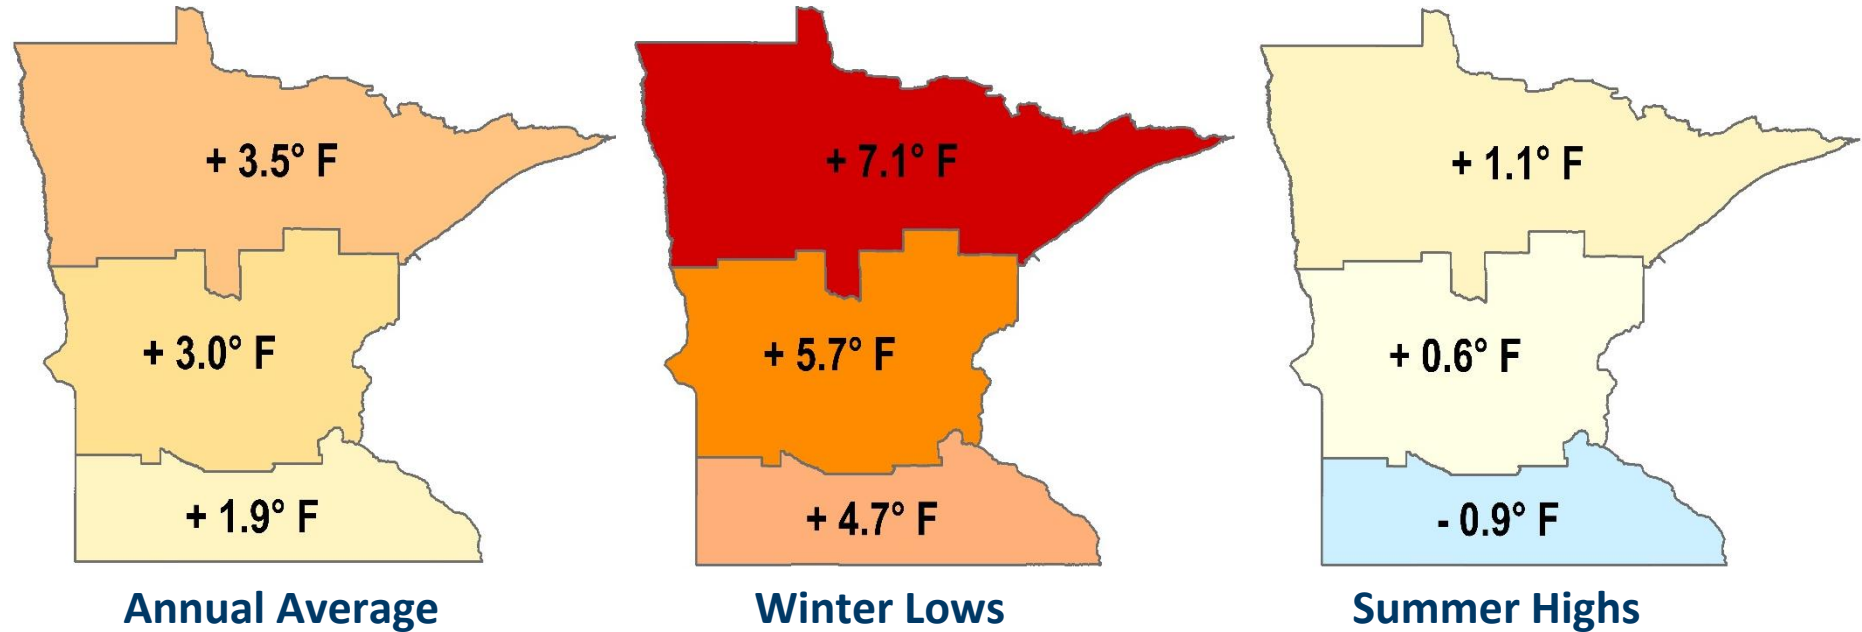 + 3.5° F
+ 3.0° F
+ 1.9° F
Annual Average
+ 7.1° F
+ 5.7° F
+ 4.7° F
Winter Lows
+ 1.1° F
+ 0.6° F
- 0.9° F
Summer Highs